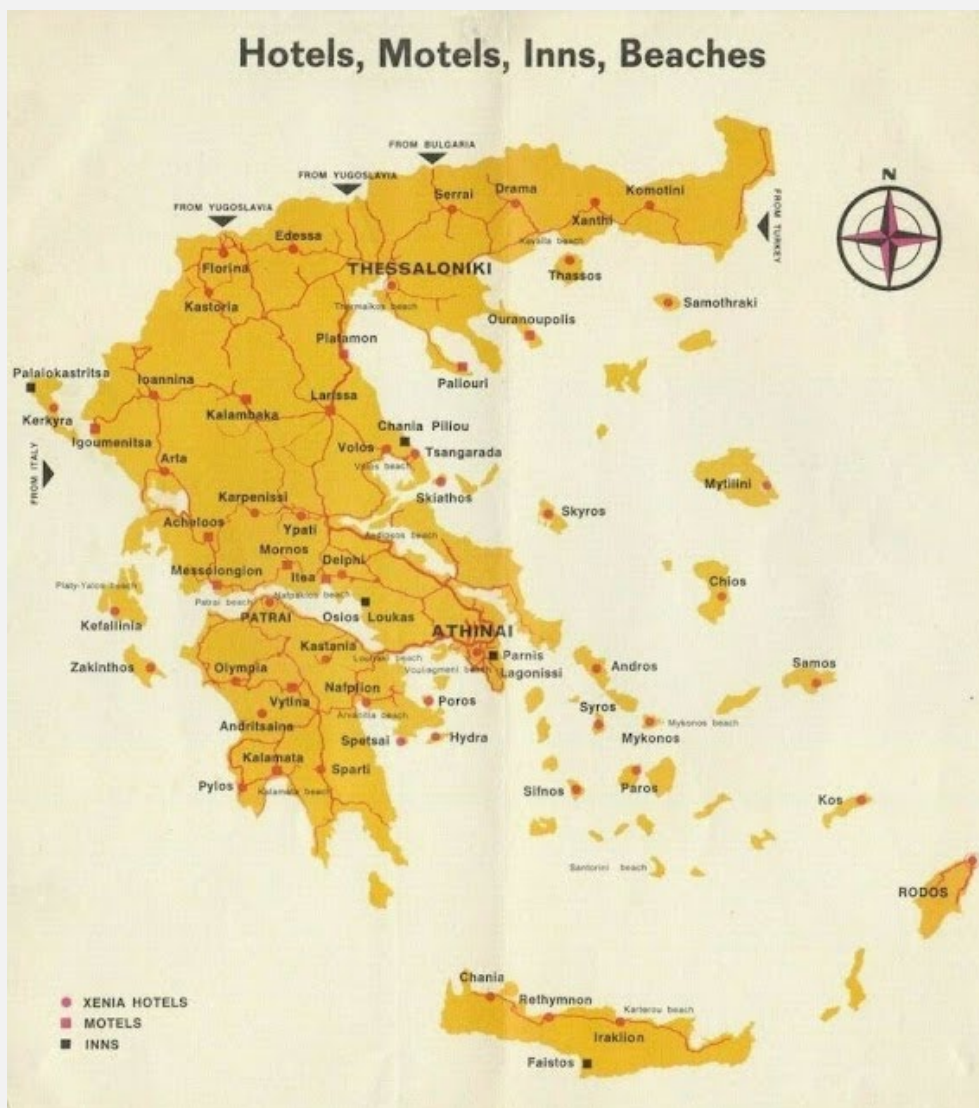 Hotels, Motels, Inns, Beaches
FROM BULGARIA
FROM YUGOSLAVIA
FROM YUGOSLAVIA
FROM TURKEY
N
Serrai
Drama
Komotini
Xanthi
Edessa
Kavalla beach
Florina
THESSALONIKI
Thassos
Kastoria
Thermaikos beach
Samothraki
Ouranoupolis
Platamon
Palaiokastritsa
Ioannina
Paliouri
Larissa
Kerkyra
Kalambaka
Chania Piliou
Igoumenitsa
Volos
Tsangarada
Volos beach
FROM ITALY
Arta
Mytilini
Karpenissi
Skiathos
Skyros
Acheloos
Ypati
Aedipsos beach
Mornos
Delphi
Messolongion
Itea
Chios
Platy-Yalos beach
Nafpaktos beach
Patrai beach
PATRAI
Osios Loukas
Kefallinia
ATHINAI
Kastania
Parnis
Loutraki beach
Zakinthos
Olympia
Vouliagmeni beach
Lagonissi
Andros
Samos
Nafplion
Vytina
Poros
Arvanitia beach
Syros
Mykonos beach
Andritsaina
Spetsai
Hydra
Mykonos
Kalamata
Sparti
Pylos
Kalamata beach
Sifnos
Paros
Kos
Santorini beach
RODOS
Chania
Rethymnon
Karterou beach
Iraklion
Faistos
XENIA HOTELS
MOTELS
INNS